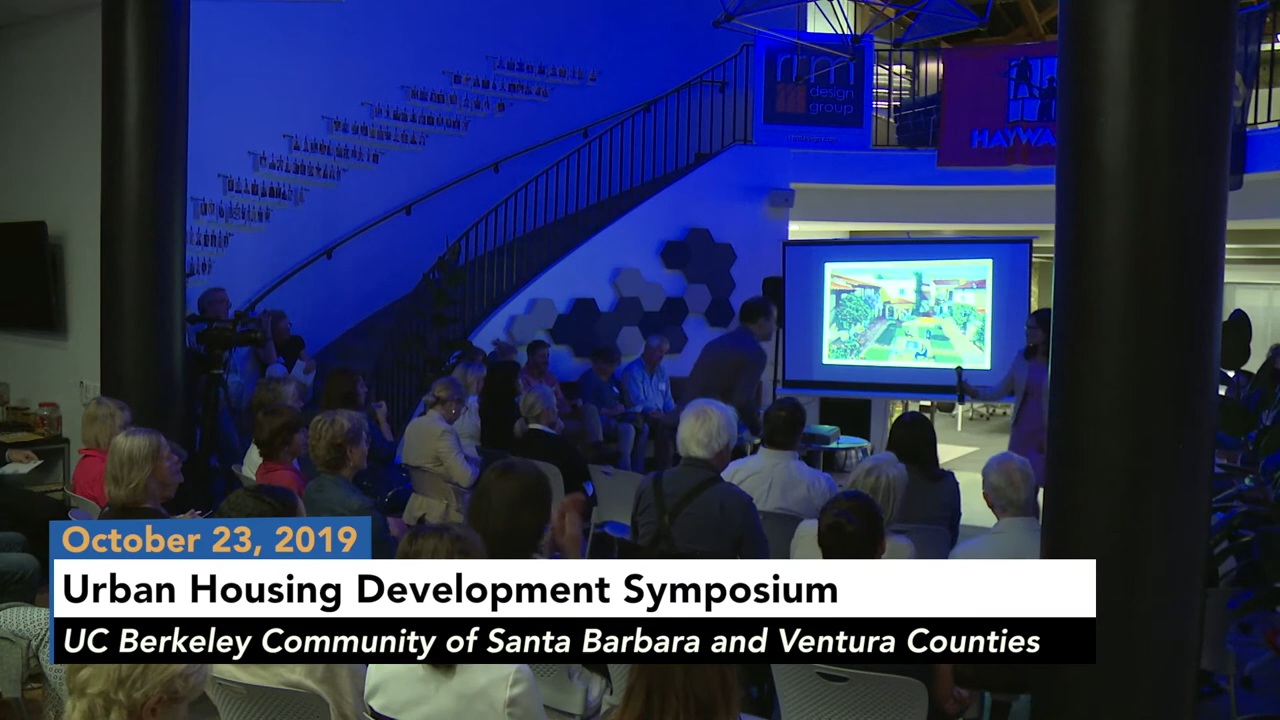 rrm
design
group
HAYWA
October 23, 2019
Urban Housing Development Symposium
UC Berkeley Community of Santa Barbara and Ventura Counties